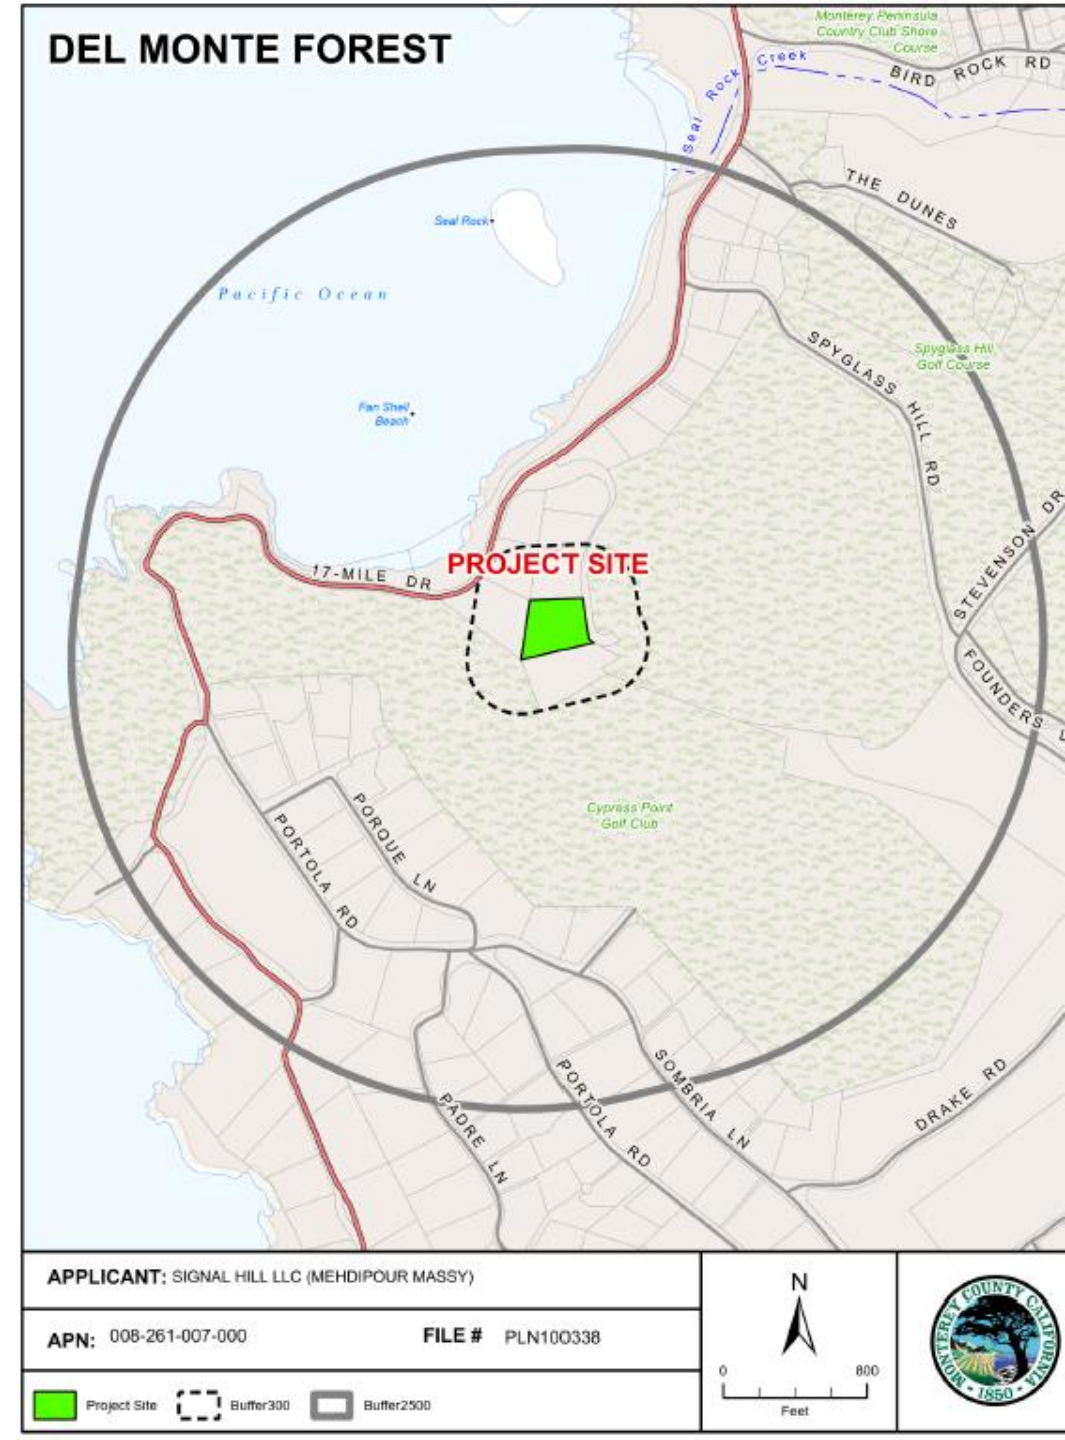 DEL MONTE FOREST
Monterey Peninsula
Country Club Shore
Course
BIRD ROCK RD
Seal Rock Creek
THE DUNES
Seal Rock
Pacific Ocean
SPYGLASS HILL RD
Spyglass Hill
Golf Course
Fan Shell
Beach
STEVENSON DR
PROJECT SITE
17-MILE DR
FOUNDERS L
Cypress Point
Golf Club
PORQUE LN
PORTOLA RD
SOMBRIA LN
PORTOLA RD
PADRE LN
DRAKE RD
APPLICANT: SIGNAL HILL LLC (MEHDIPOUR MASSY)
APN: 008-261-007-000
FILE # PLN100338
Project Site
Buffer300
Buffer2500
N
0 800
Feet
MONTEREY COUNTY CALIFORNIA
• 1850 •